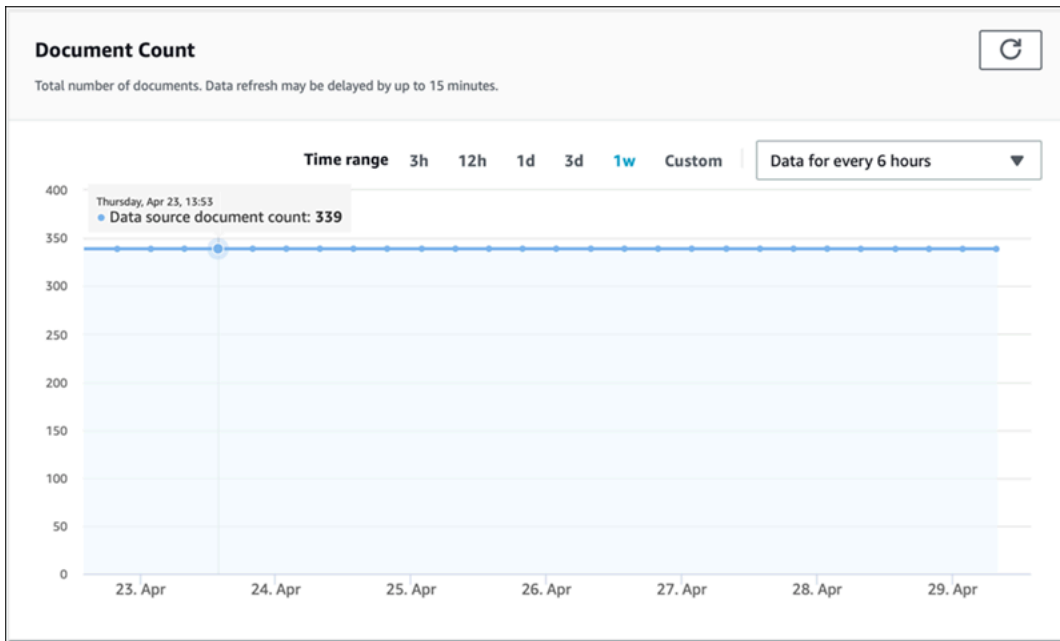 Document Count
Total number of documents. Data refresh may be delayed by up to 15 minutes.
Time range 3h 12h 1d 3d 1w Custom Data for every 6 hours
400
Thursday, Apr 23, 13:53
Data source document count: 339
350
300
250
200
150
100
50
0
23. Apr 24. Apr 25. Apr 26. Apr 27. Apr 28. Apr 29. Apr